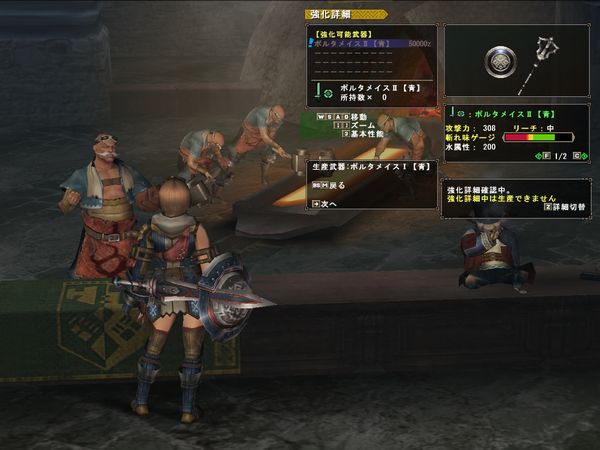 強化詳細
【強化可能武器】
ボルタメイスⅡ【青】 50000z
ボルタメイスⅡ【青】
所持数× 0
W S A D 移動
ズーム
3 基本性能
生産武器:ボルタメイスⅠ【青】
BS M 戻る
次へ
:ボルタメイスⅡ【青】
攻撃力: 308 リーチ:中
斬れ味ゲージ
水属性: 200
F 1/2 G
強化詳細確認中。
強化詳細中は生産できません
Z 詳細切替